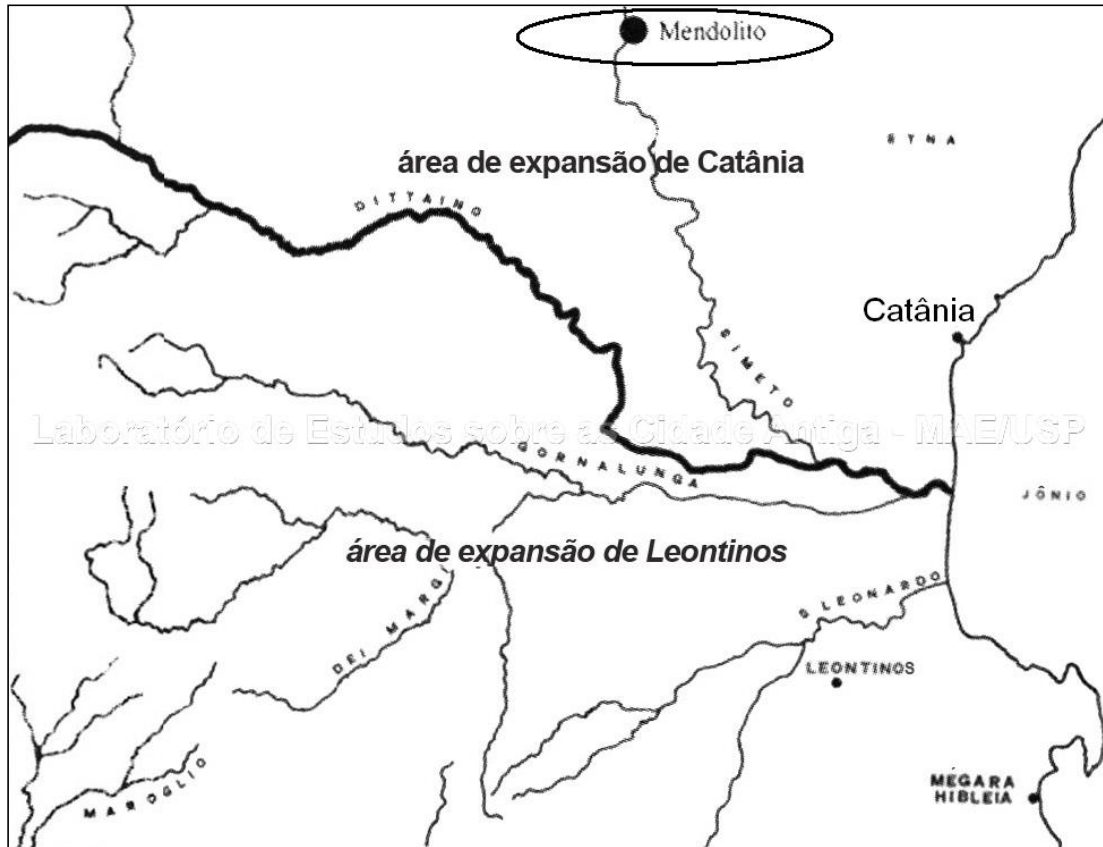 Mendolito
ETNA
área de expansão de Catânia
DITTAINO
Catânia
SIMETO
Laboratório de Estudos sobre as Cidade Antiga - MAE/USP
GORNALUNGA
JÔNIO
área de expansão de Leontinos
S LEONARDO
DEI MARGI
LEONTINOS
MAROGLIO
MÉGARA
HIBLEIA